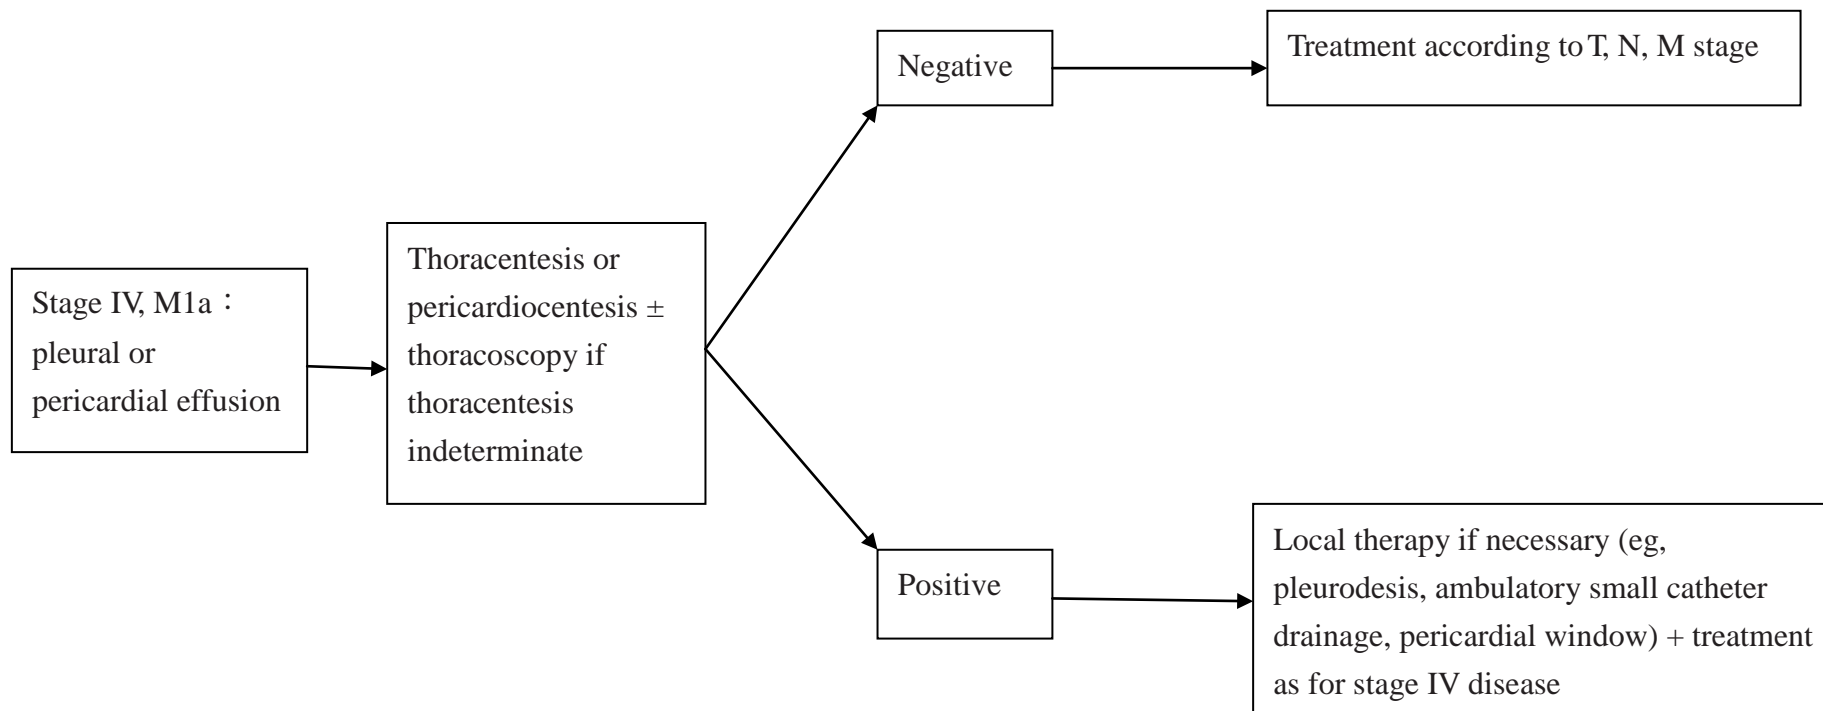 Stage IV, M1a：
pleural or
pericardial effusion
Thoracentesis or
pericardiocentesis ±
thoracoscopy if
thoracentesis
indeterminate
Negative
Treatment according to T, N, M stage
Positive
Local therapy if necessary (eg,
pleurodesis, ambulatory small catheter
drainage, pericardial window) + treatment
as for stage IV disease